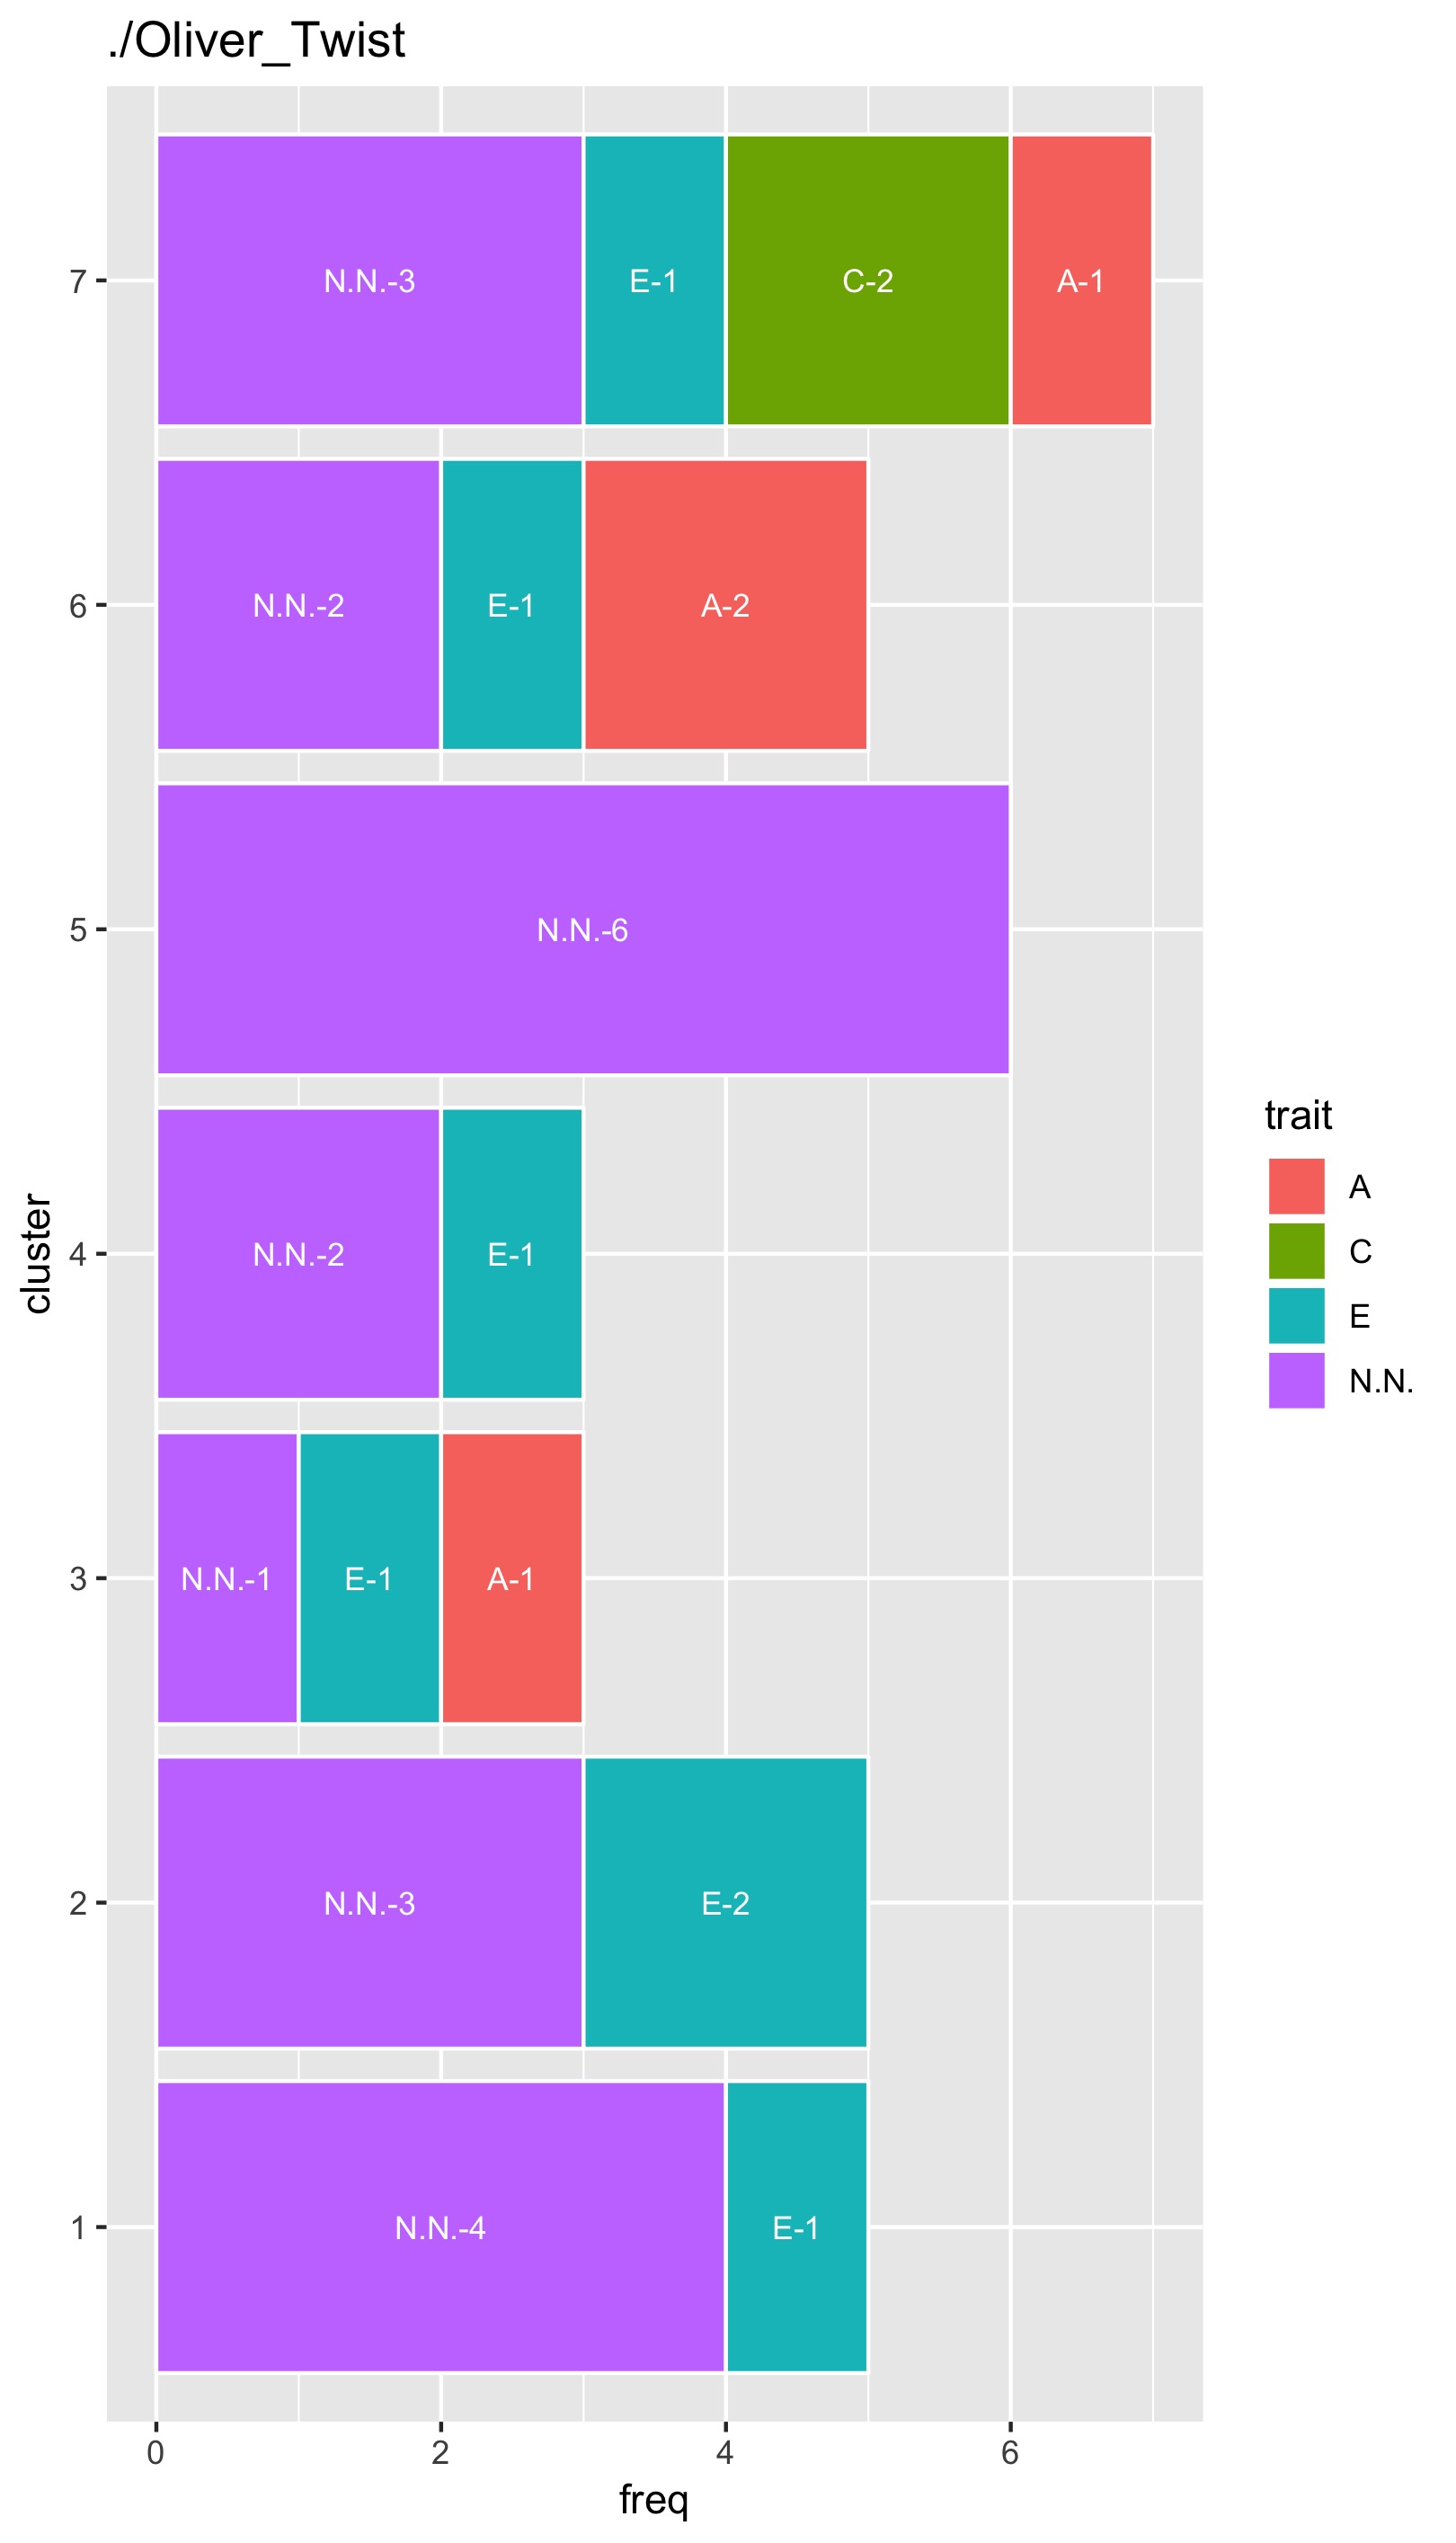 ./Oliver_Twist
7
N.N.-3
E-1
C-2
A-1
6
N.N.-2
E-1
A-2
5
N.N.-6
cluster
4
N.N.-2
E-1
3
N.N.-1
E-1
A-1
2
N.N.-3
E-2
1
N.N.-4
E-1
0 2 4 6
freq
trait
A
C
E
N.N.